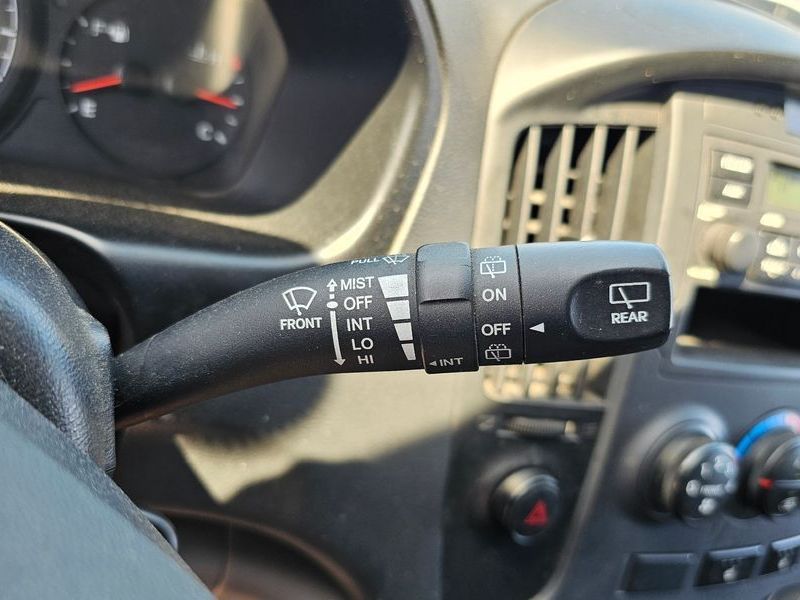 E
C
PULL
FRONT
MIST
OFF
INT
LO
HI
◄INT
ON
OFF
◄
REAR